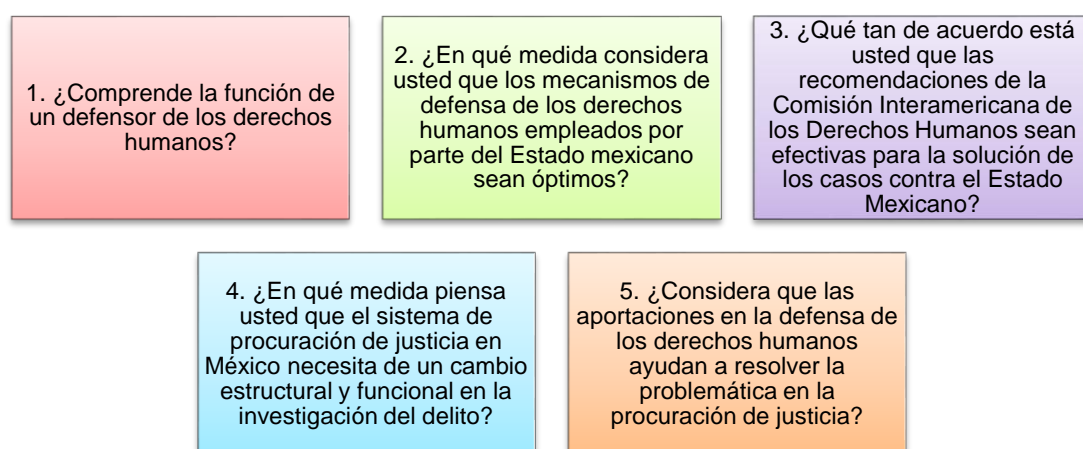 1. ¿Comprende la función de
un defensor de los derechos
humanos?
2. ¿En qué medida considera
usted que los mecanismos de
defensa de los derechos
humanos empleados por
parte del Estado mexicano
sean óptimos?
3. ¿Qué tan de acuerdo está
usted que las
recomendaciones de la
Comisión Interamericana de
los Derechos Humanos sean
efectivas para la solución de
los casos contra el Estado
Mexicano?
4. ¿En qué medida piensa
usted que el sistema de
procuración de justicia en
México necesita de un cambio
estructural y funcional en la
investigación del delito?
5. ¿Considera que las
aportaciones en la defensa de
los derechos humanos
ayudan a resolver la
problemática en la
procuración de justicia?